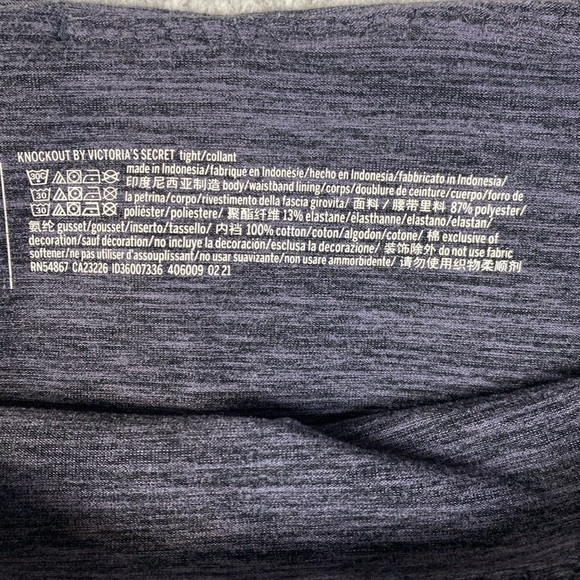 KNOCKOUT BY VICTORIA'S SECRET tight/collant
made in Indonesia/fabriqué en Indonésie/hecho en Indonesia/fabbricato in Indonesia/
印度尼西亚制造 body/waistband lining/corps/doublure de ceinture/cuerpo/forro de
la petrina/corpo/rivestimento della fascia girovita/ 面料 / 腰带里料 87% polyester/
poliéster/poliestere/ 聚酯纤维 13% elastane/élasthanne/elastano/elastan/
氨纶 gusset/gousset/inserto/tassello/ 内裆 100% cotton/coton/algodon/cotone/ 棉 exclusive of
decoration/sauf décoration/no incluye la decoración/esclusa la decorazione/ 装饰除外 do not use fabric
softener/ne pas utiliser d'assouplissant/no usar suavizante/non usare ammorbidente/ 请勿使用织物柔顺剂
RN54867 CA23226 ID36007336 406009 02 21
30C
30
30